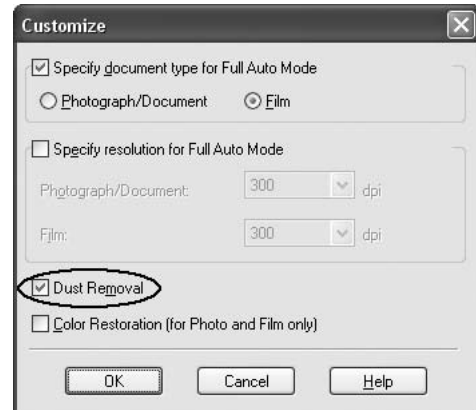 Customize
Specify document type for Full Auto Mode
Photograph/Document Film
Specify resolution for Full Auto Mode
Photograph/Document: 300 dpi
Film: 300 dpi
Dust Removal
Color Restoration (for Photo and Film only)
OK Cancel Help